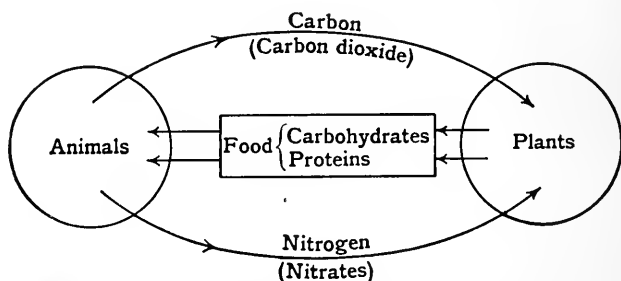 Carbon
(Carbon dioxide)
Animals
Food { Carbohydrates
Proteins
Plants
Nitrogen
(Nitrates)